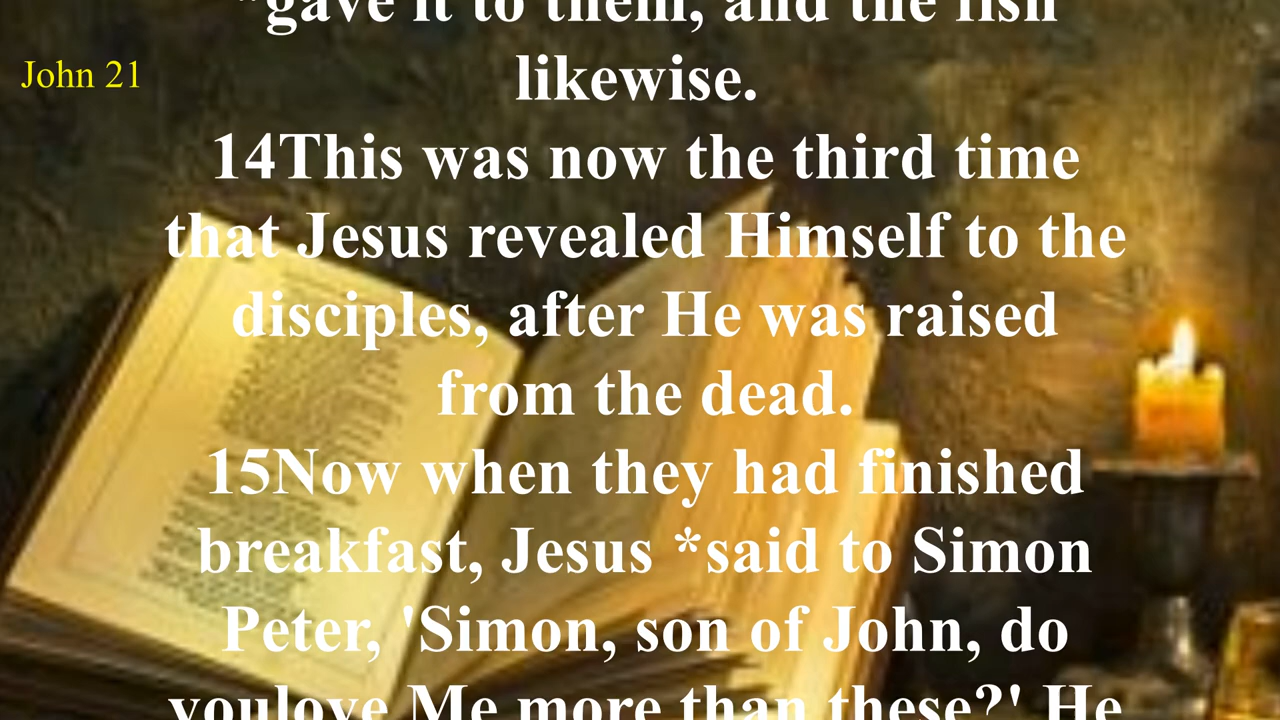 *gave it to them, and the fish
John 21
likewise.
14This was now the third time
that Jesus revealed Himself to the
disciples, after He was raised
from the dead.
15Now when they had finished
breakfast, Jesus *said to Simon
Peter, 'Simon, son of John, do
youlove Me more than these?' He